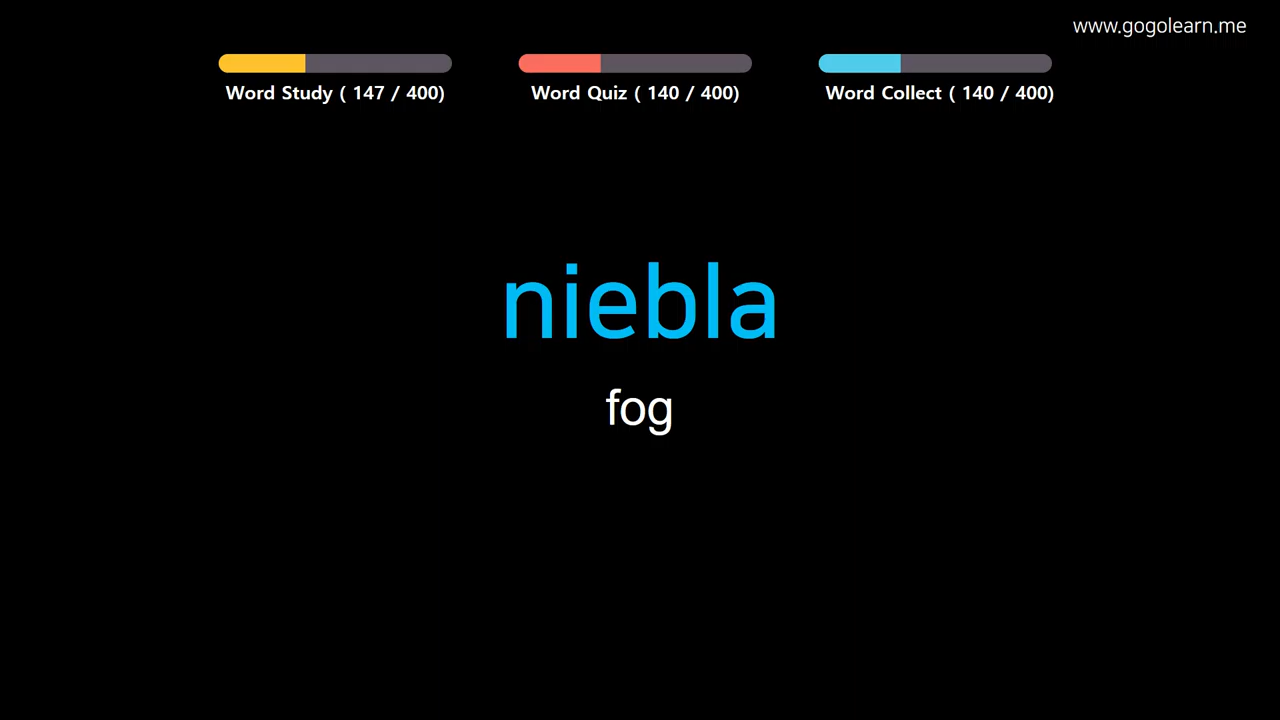 www.gogolearn.me
Word Study ( 147 / 400)
Word Quiz ( 140 / 400)
Word Collect ( 140 / 400)
niebla
fog